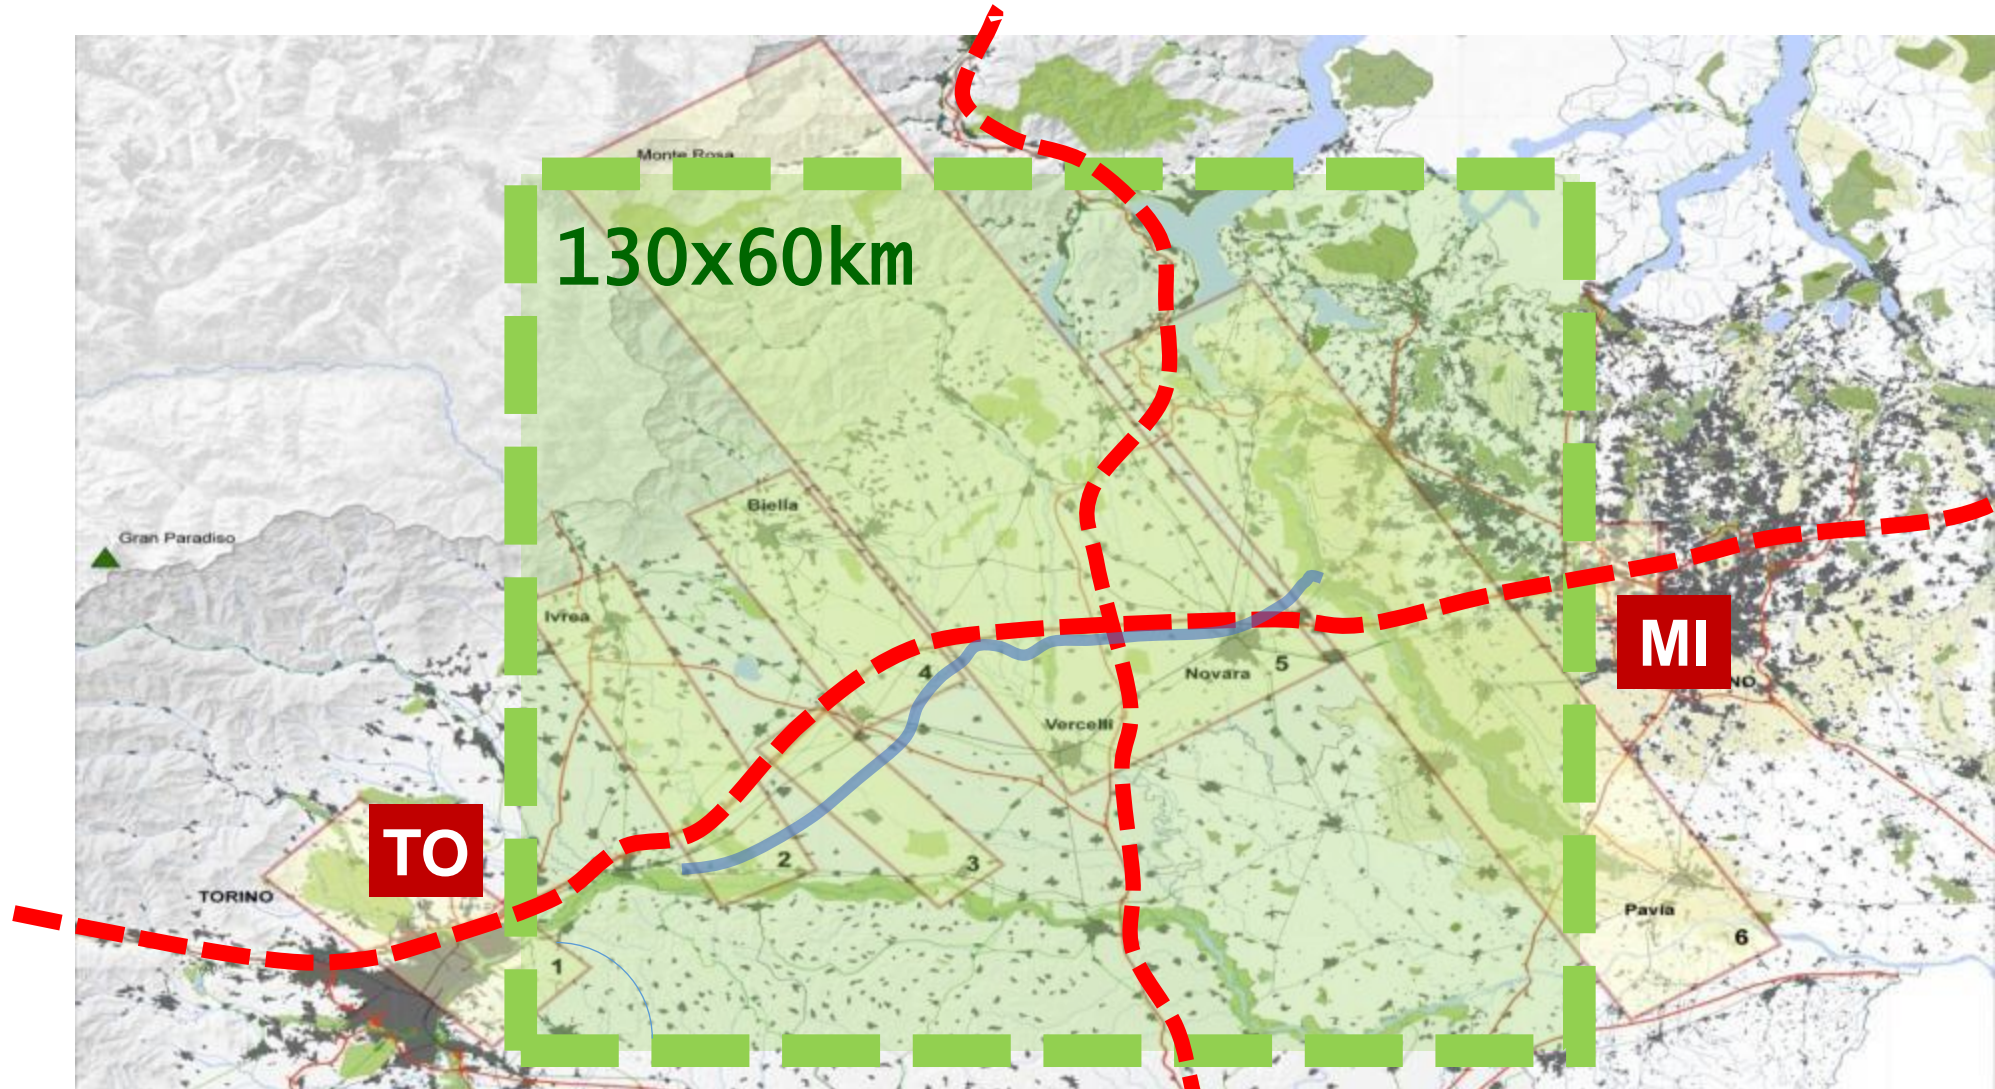 Monte Rosa
130x60km
Biella
Gran Paradiso
Ivrea
MI
NO
4
5
Novara
Vercelli
TO
2
3
TORINO
Pavia
6
1